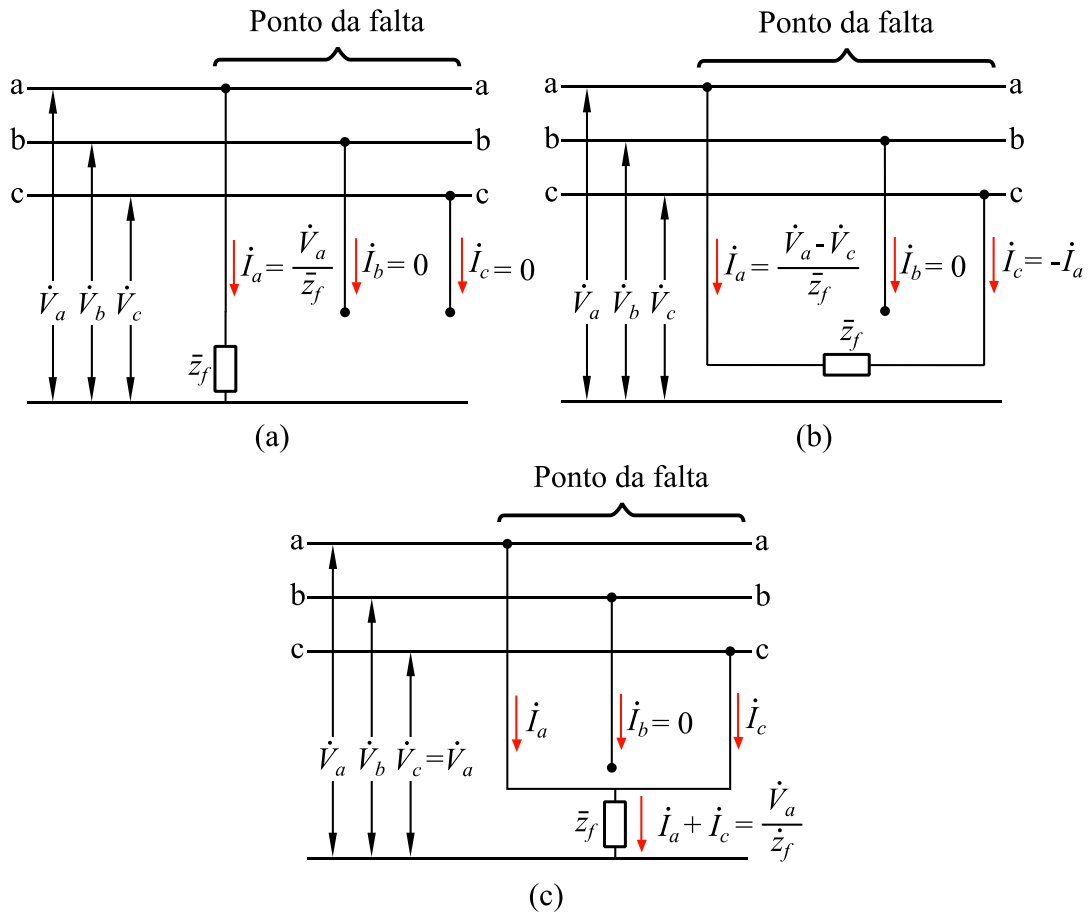 Ponto da falta
a a
b b
c c
V̇a V̇b V̇c
İa = V̇a / z̄f
İb = 0
İc = 0
z̄f
(a)
Ponto da falta
a a
b b
c c
V̇a V̇b V̇c
İa = V̇a - V̇c / z̄f
İb = 0
İc = -İa
z̄f
(b)
Ponto da falta
a a
b b
c c
V̇a V̇b V̇c = V̇a
İa
İb = 0
İc
z̄f
İa + İc = V̇a / żf
(c)